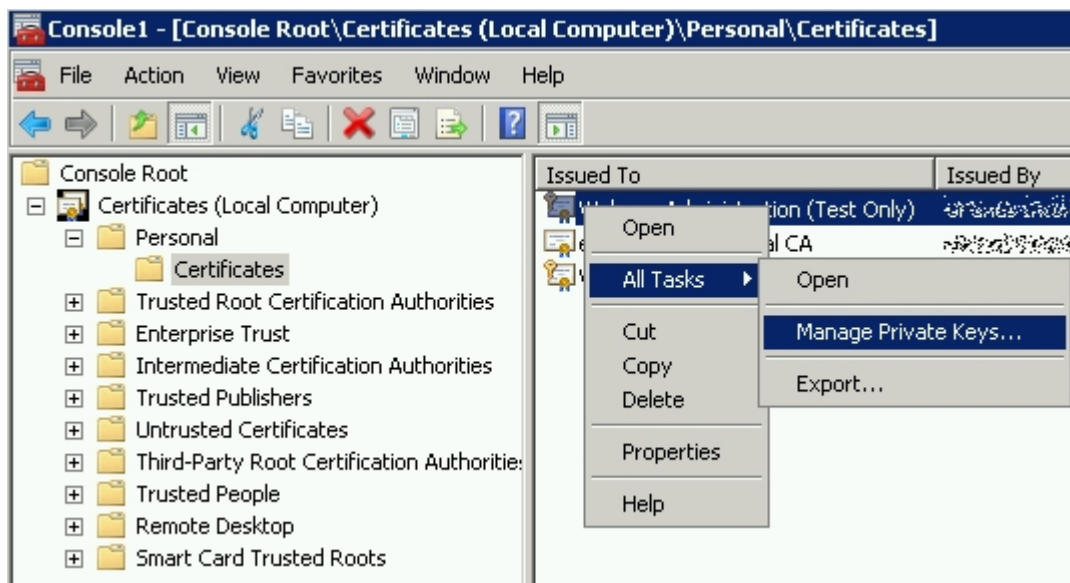 Console1 - [Console Root\Certificates (Local Computer)\Personal\Certificates]
File Action View Favorites Window Help
Console Root
Certificates (Local Computer)
Personal
Certificates
Trusted Root Certification Authorities
Enterprise Trust
Intermediate Certification Authorities
Trusted Publishers
Untrusted Certificates
Third-Party Root Certification Authorities
Trusted People
Remote Desktop
Smart Card Trusted Roots
Issued To Issued By
(Test Only)
CA
Open
All Tasks
Cut
Copy
Delete
Properties
Help
Open
Manage Private Keys...
Export...